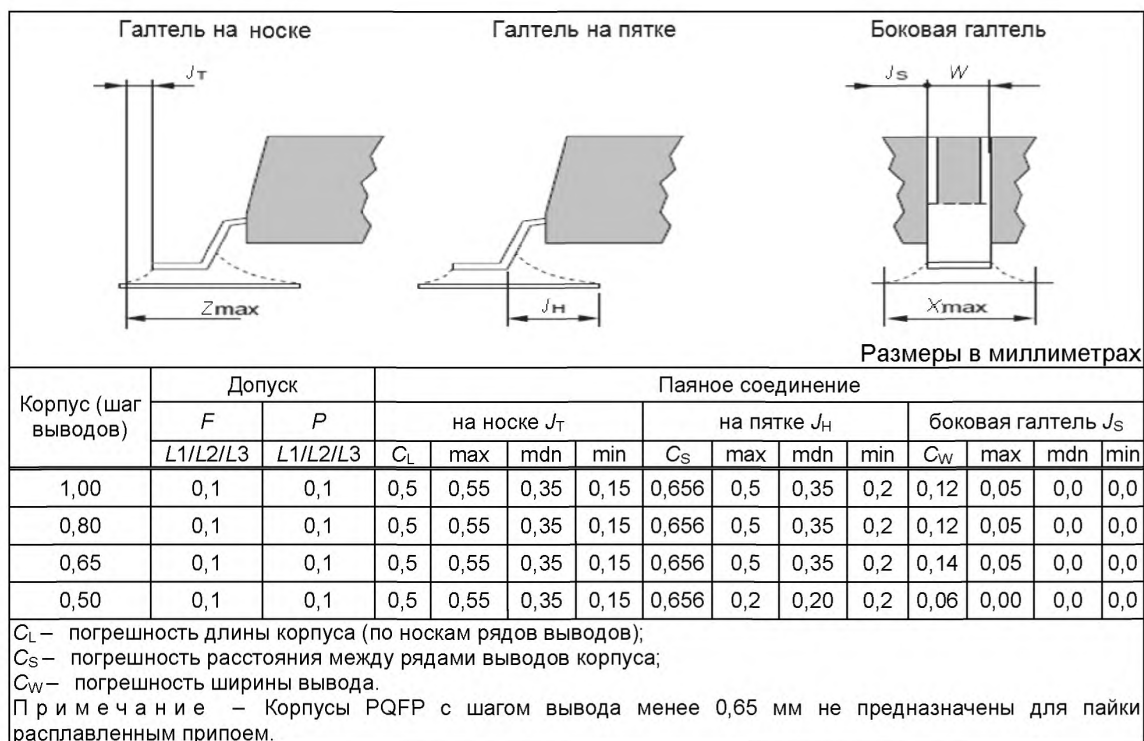 Галтель на носке Галтель на пятке Боковая галтель
JТ JS W
Zmax JН Xmax
Размеры в миллиметрах
Корпус (шаг выводов) Допуск Паяное соединение
F P на носке JТ на пятке JН боковая галтель JS
L1/L2/L3 L1/L2/L3 CL max mdn min CS max mdn min CW max mdn min
1,00 0,1 0,1 0,5 0,55 0,35 0,15 0,656 0,5 0,35 0,2 0,12 0,05 0,0 0,0
0,80 0,1 0,1 0,5 0,55 0,35 0,15 0,656 0,5 0,35 0,2 0,12 0,05 0,0 0,0
0,65 0,1 0,1 0,5 0,55 0,35 0,15 0,656 0,5 0,35 0,2 0,14 0,05 0,0 0,0
0,50 0,1 0,1 0,5 0,55 0,35 0,15 0,656 0,2 0,20 0,2 0,06 0,00 0,0 0,0
CL – погрешность длины корпуса (по носкам рядов выводов);
CS – погрешность расстояния между рядами выводов корпуса;
CW – погрешность ширины вывода.
Примечание – Корпусы PQFP с шагом вывода менее 0,65 мм не предназначены для пайки
расплавленным припоем.